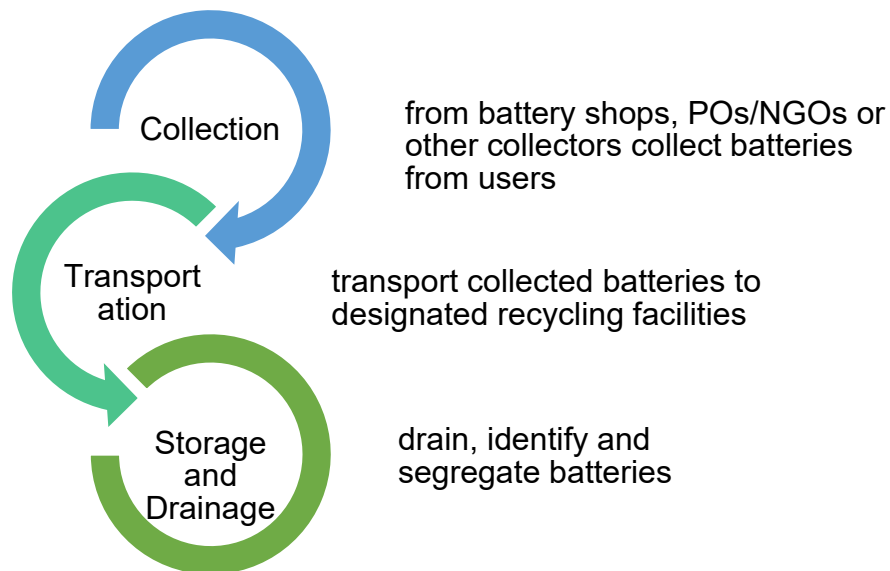 Collection
from battery shops, POs/NGOs or
other collectors collect batteries
from users
Transport
ation
transport collected batteries to
designated recycling facilities
Storage
and
Drainage
drain, identify and
segregate batteries